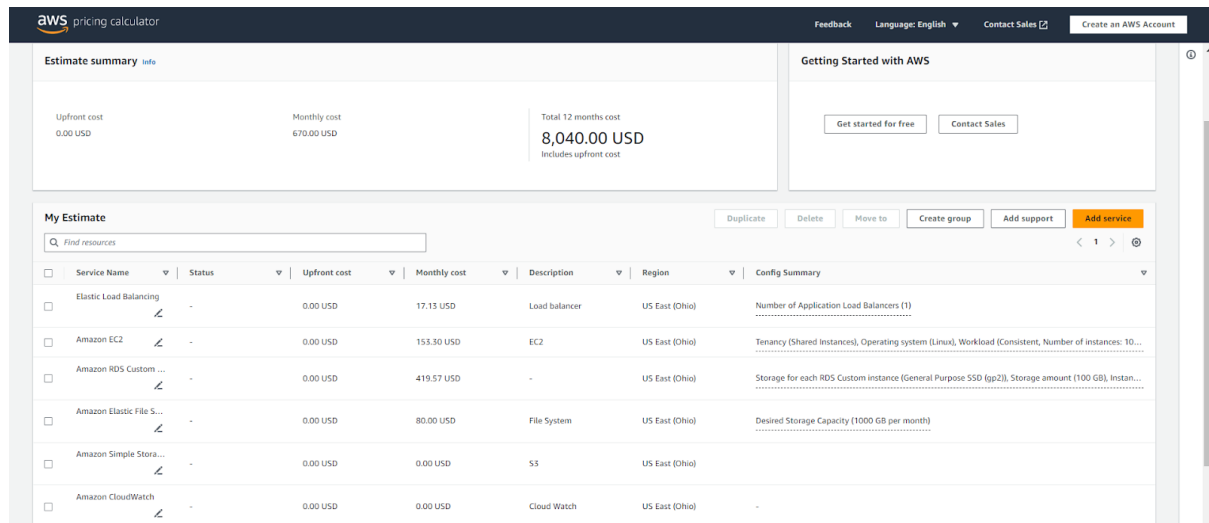 aws pricing calculator
Feedback Language: English Contact Sales Create an AWS Account
Estimate summary Info
Getting Started with AWS
Upfront cost Monthly cost Total 12 months cost
0.00 USD 670.00 USD 8,040.00 USD
Includes upfront cost
Get started for free Contact Sales
My Estimate
Duplicate Delete Move to Create group Add support Add service
Find resources
< 1 >
Service Name Status Upfront cost Monthly cost Description Region Config Summary
Elastic Load Balancing - 0.00 USD 17.13 USD Load balancer US East (Ohio) Number of Application Load Balancers (1)
Amazon EC2 - 0.00 USD 153.30 USD EC2 US East (Ohio) Tenancy (Shared Instances), Operating system (Linux), Workload (Consistent, Number of instances: 10...
Amazon RDS Custom ... - 0.00 USD 419.57 USD - US East (Ohio) Storage for each RDS Custom instance (General Purpose SSD (gp2)), Storage amount (100 GB), Instan...
Amazon Elastic File S... - 0.00 USD 80.00 USD File System US East (Ohio) Desired Storage Capacity (1000 GB per month)
Amazon Simple Stora... - 0.00 USD 0.00 USD S3 US East (Ohio)
Amazon CloudWatch - 0.00 USD 0.00 USD Cloud Watch US East (Ohio) -